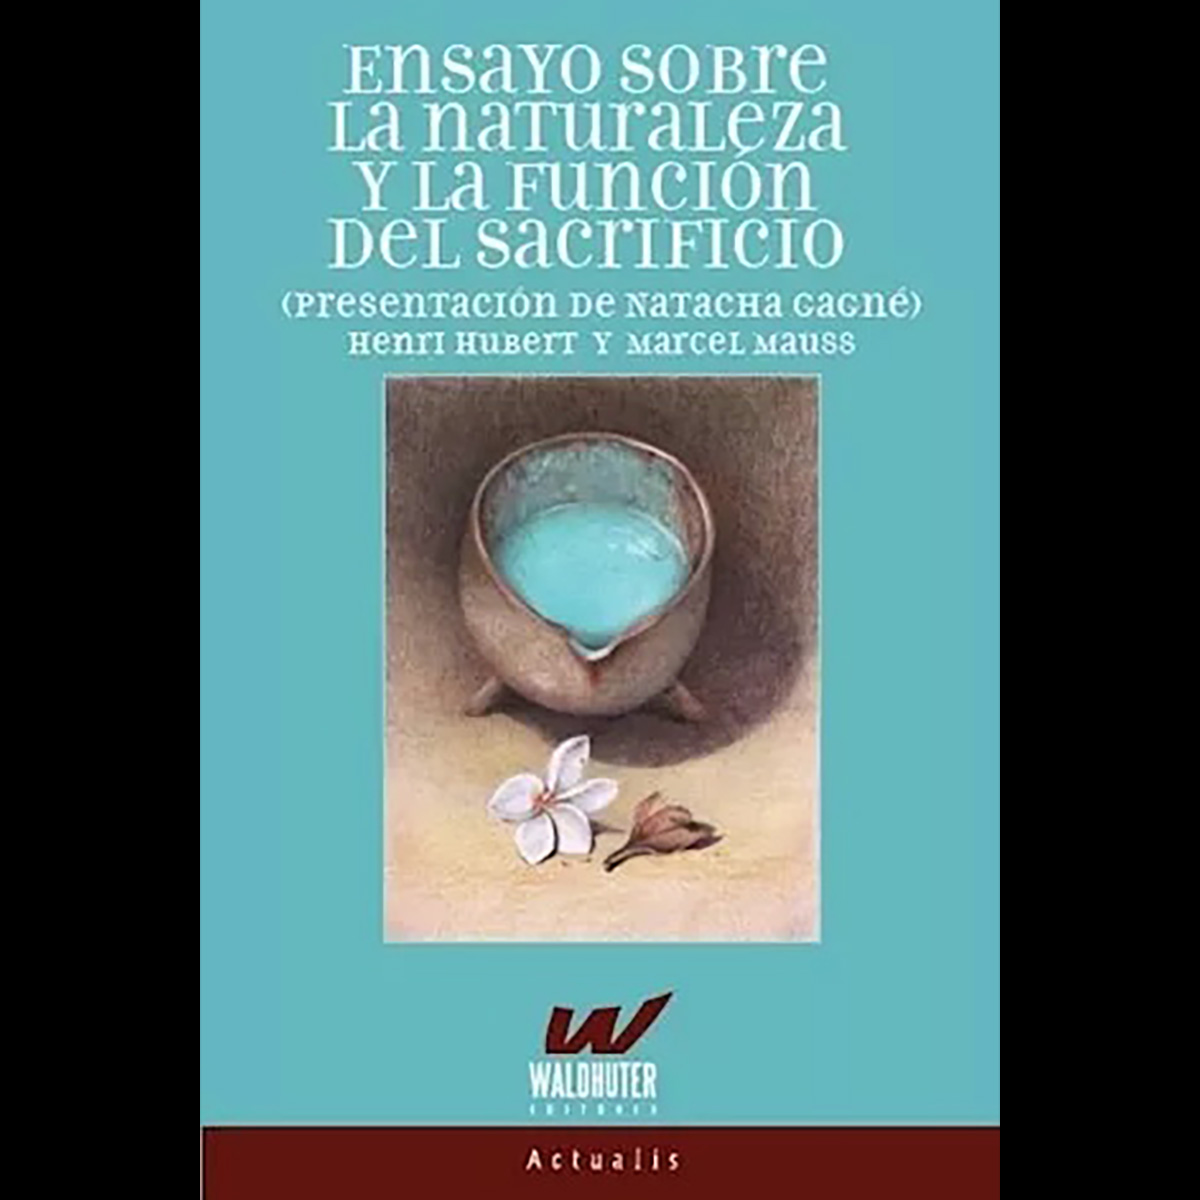 Ensayo sobre
La naturaleza
y La Función
del sacrificio
(Presentación de Natacha Gagné)
Henri Hubert y Marcel Mauss
W
WALDHUTER
EDITORES
Actualis